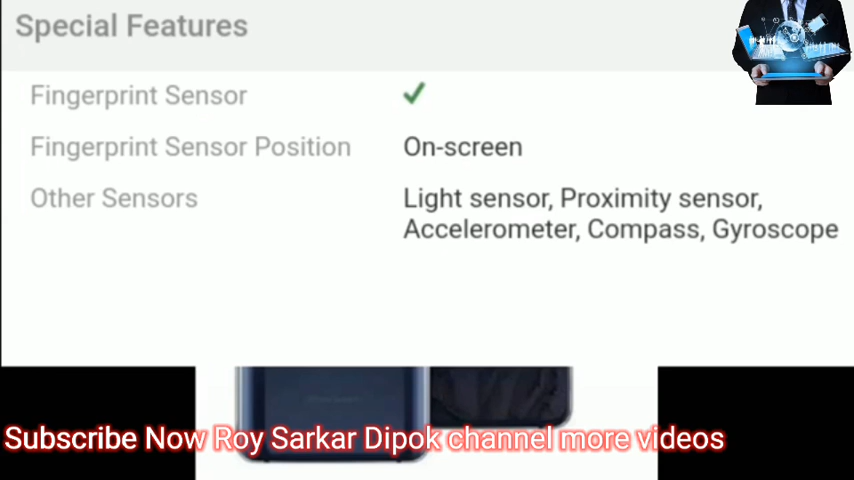 Special Features
Fingerprint Sensor ✔
Fingerprint Sensor Position On-screen
Other Sensors Light sensor, Proximity sensor,
Accelerometer, Compass, Gyroscope
Subscribe Now Roy Sarkar Dipok channel more videos